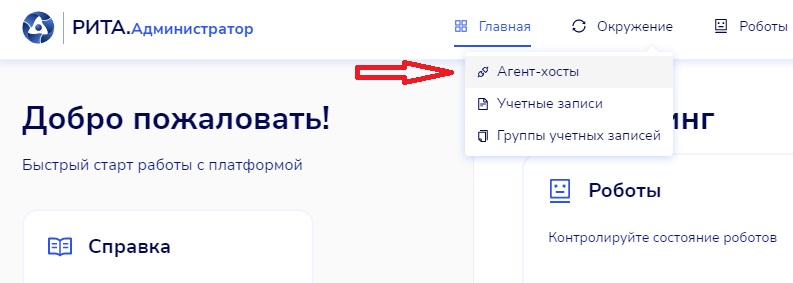 РИТА.Администратор
Главная
Окружение
Роботы
Агент-хосты
Учетные записи
Группы учетных записей
Добро пожаловать!
Быстрый старт работы с платформой
Справка
Роботы
Контролируйте состояние роботов